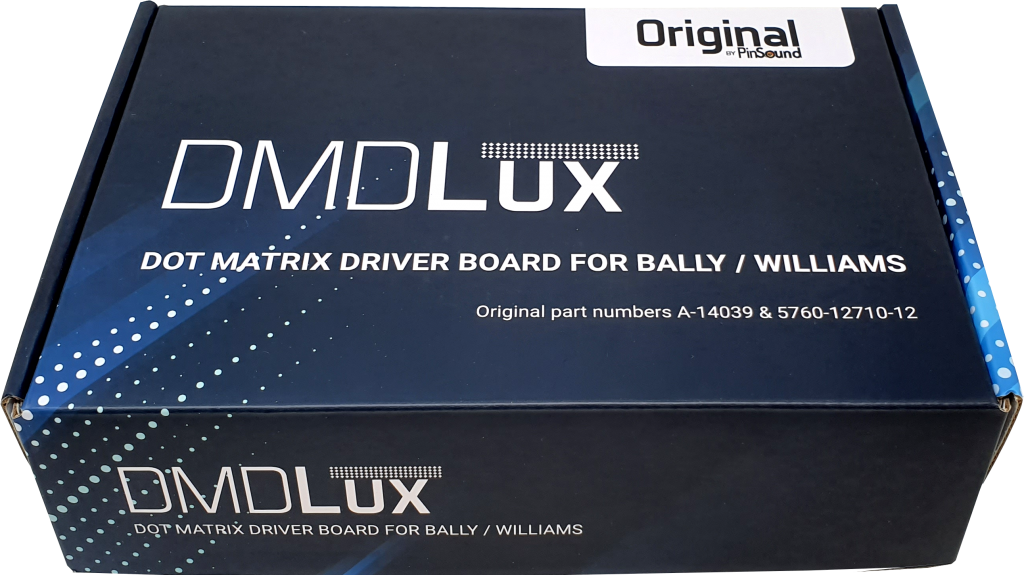 Original
BY PinSound
DMDLUX
DOT MATRIX DRIVER BOARD FOR BALLY / WILLIAMS
Original part numbers A-14039 & 5760-12710-12
DMDLUX
DOT MATRIX DRIVER BOARD FOR BALLY / WILLIAMS